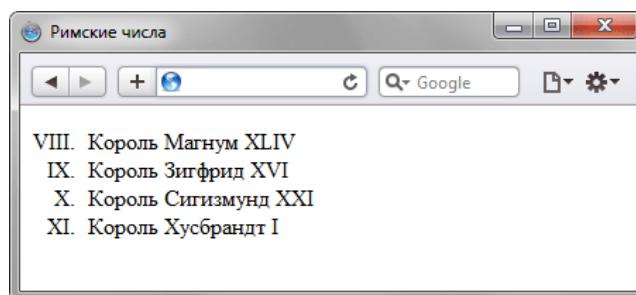 Римские числа
Google
VIII. Король Магнум XLIV
IX. Король Зигфрид XVI
X. Король Сигизмунд XXI
XI. Король Хусбрандт I